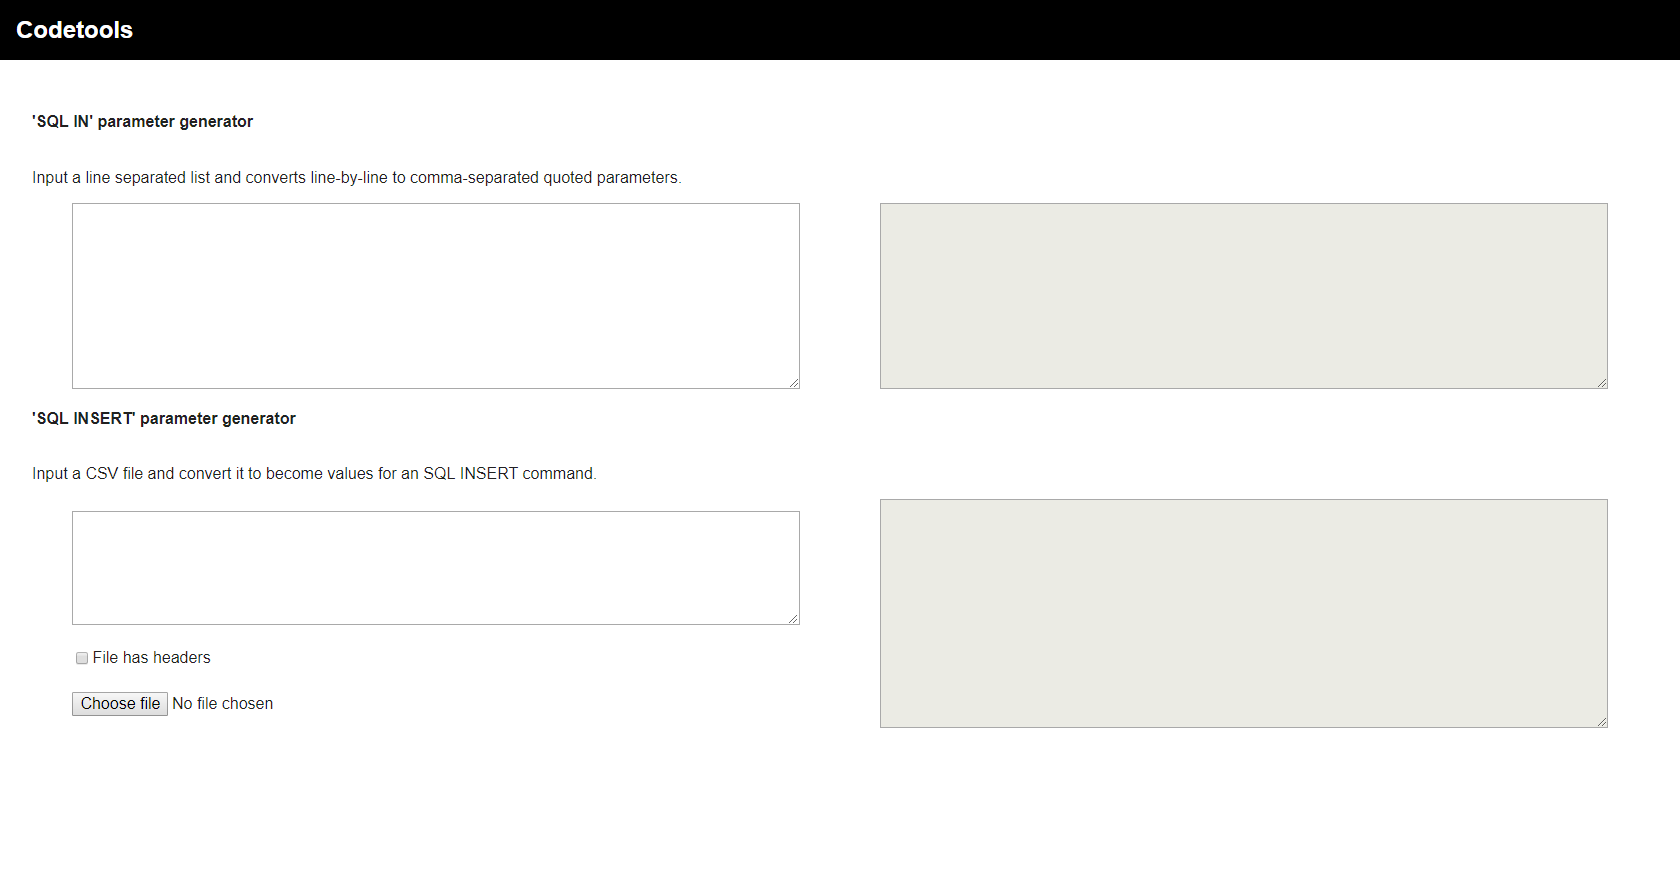 Codetools
'SQL IN' parameter generator
Input a line separated list and converts line-by-line to comma-separated quoted parameters.
'SQL INSERT' parameter generator
Input a CSV file and convert it to become values for an SQL INSERT command.
File has headers
Choose file No file chosen